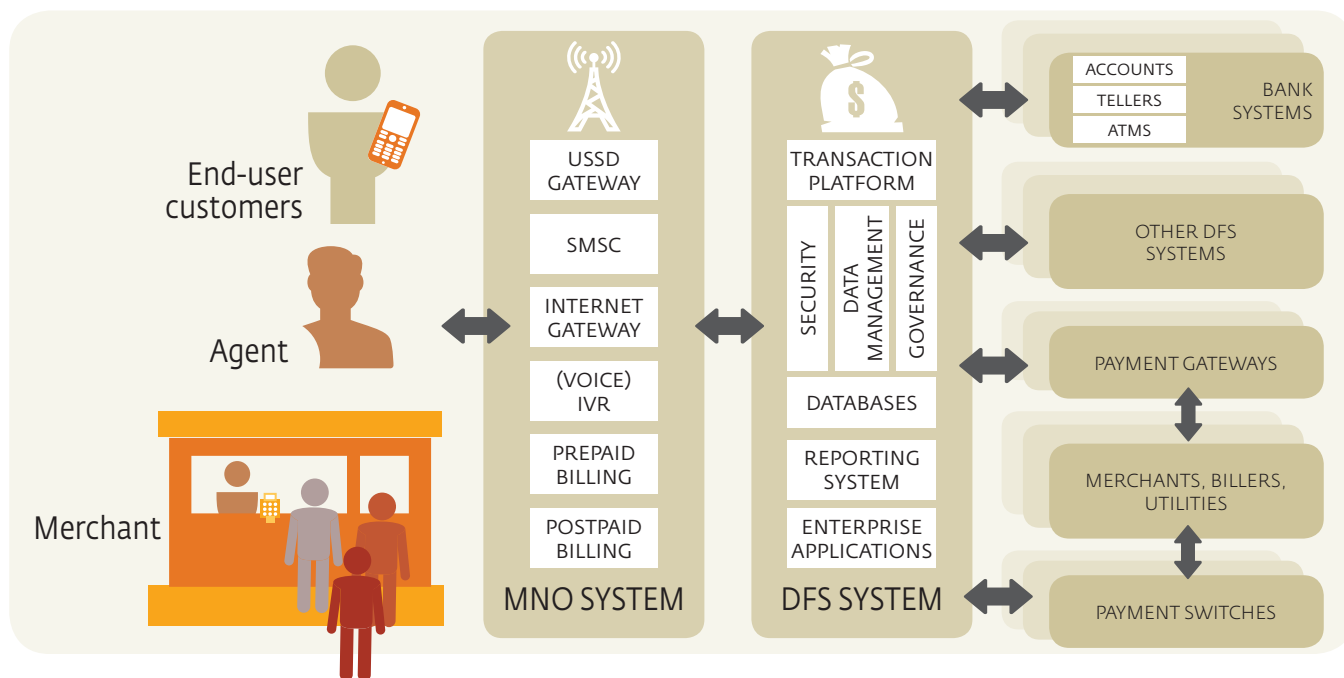 End-user
customers
Agent
Merchant
USSD
GATEWAY
SMSC
INTERNET
GATEWAY
(VOICE)
IVR
PREPAID
BILLING
POSTPAID
BILLING
MNO SYSTEM
$
TRANSACTION
PLATFORM
SECURITY
DATA
MANAGEMENT
GOVERNANCE
DATABASES
REPORTING
SYSTEM
ENTERPRISE
APPLICATIONS
DFS SYSTEM
ACCOUNTS
TELLERS
ATMS
BANK
SYSTEMS
OTHER DFS
SYSTEMS
PAYMENT GATEWAYS
MERCHANTS, BILLERS,
UTILITIES
PAYMENT SWITCHES